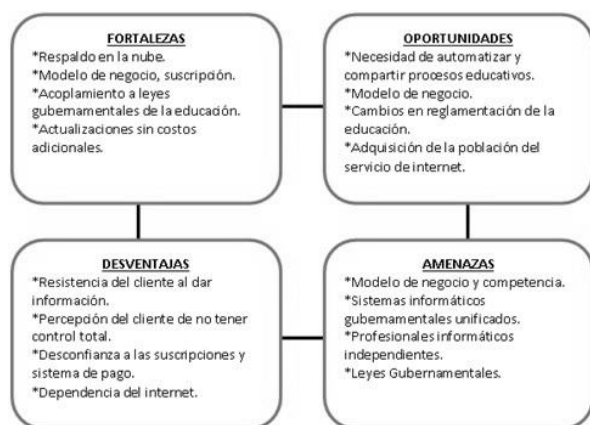 FORTALEZAS
*Respaldo en la nube.
*Modelo de negocio, suscripción.
*Acoplamiento a leyes
gubernamentales de la educación.
*Actualizaciones sin costos
adicionales.
OPORTUNIDADES
*Necesidad de automatizar y
compartir procesos educativos.
*Modelo de negocio.
*Cambios en reglamentación de la
educación.
*Adquisición de la población del
servicio de internet.
DESVENTAJAS
*Resistencia del cliente al dar
información.
*Percepción del cliente de no tener
control total.
*Desconfianza a las suscripciones y
sistema de pago.
*Dependencia del internet.
AMENAZAS
*Modelo de negocio y competencia.
*Sistemas informáticos
gubernamentales unificados.
*Profesionales informáticos
independientes.
*Leyes Gubernamentales.